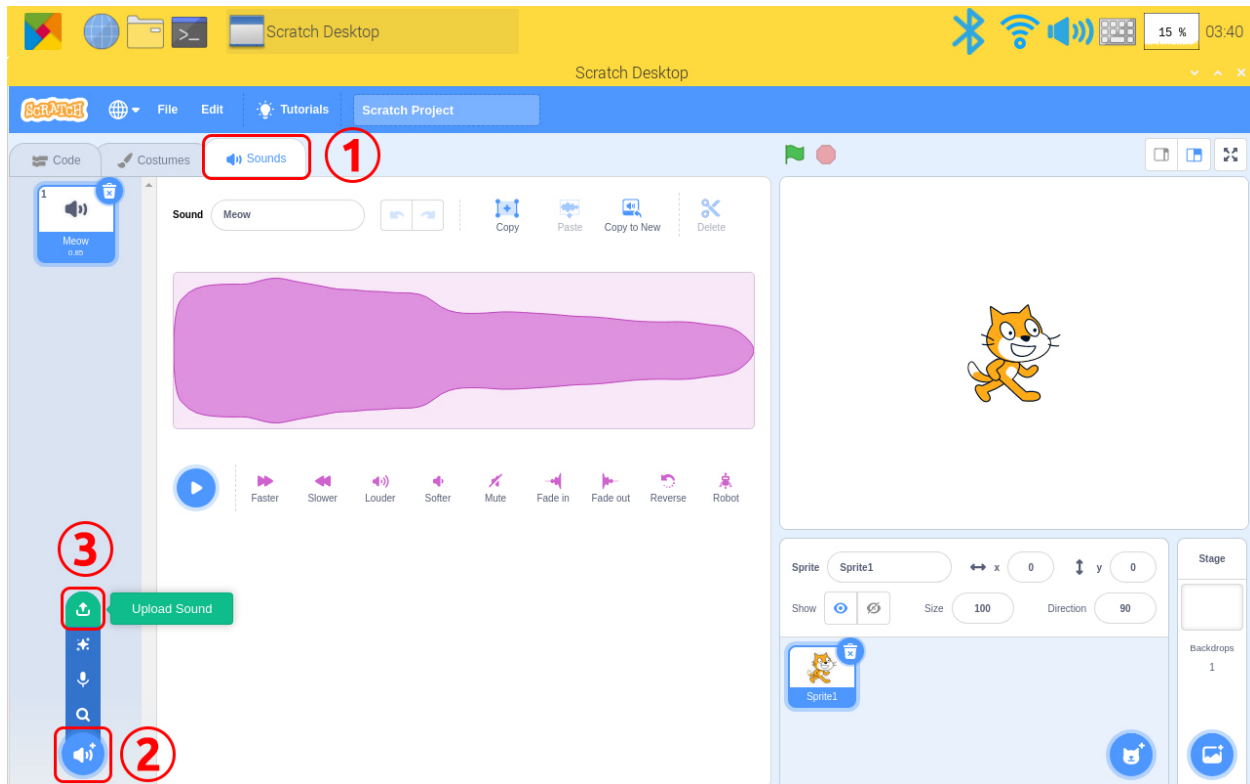 Scratch Desktop
15 %
03:40
Scratch Desktop
SCRATCH
File
Edit
Tutorials
Scratch Project
Code
Costumes
Sounds
1
1
Meow
0.85
Sound
Meow
Copy
Paste
Copy to New
Delete
Faster
Slower
Louder
Softer
Mute
Fade in
Fade out
Reverse
Robot
3
Upload Sound
2
Sprite
Sprite1
x
0
y
0
Show
Size
100
Direction
90
Sprite1
Stage
Backdrops
1